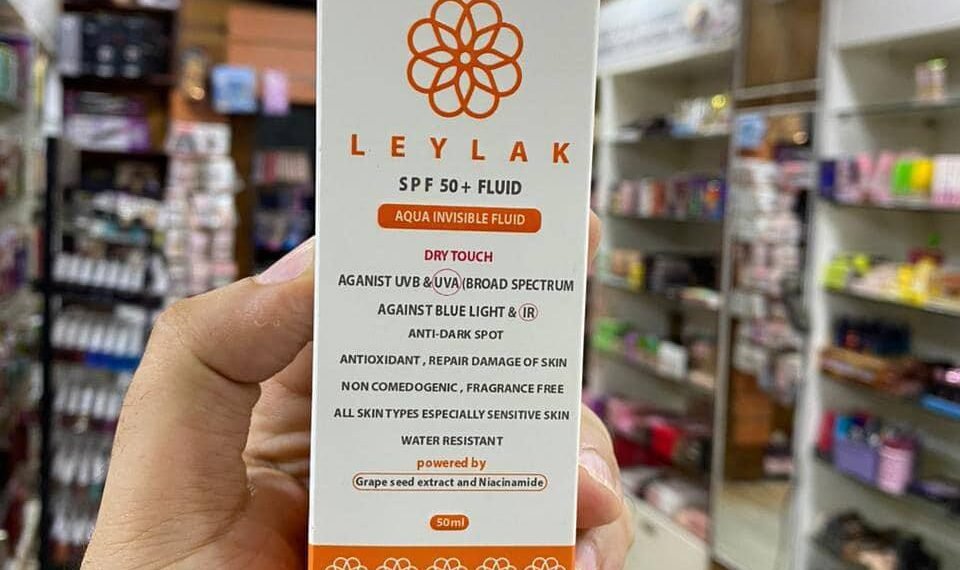 LEYLAK
SPF 50+ FLUID
AQUA INVISIBLE FLUID
DRY TOUCH
AGANIST UVB & UVA (BROAD SPECTRUM
AGAINST BLUE LIGHT & IR
ANTI-DARK SPOT
ANTIOXIDANT , REPAIR DAMAGE OF SKIN
NON COMEDOGENIC , FRAGRANCE FREE
ALL SKIN TYPES ESPECIALLY SENSITIVE SKIN
WATER RESISTANT
powered by
Grape seed extract and Niacinamide
50ml